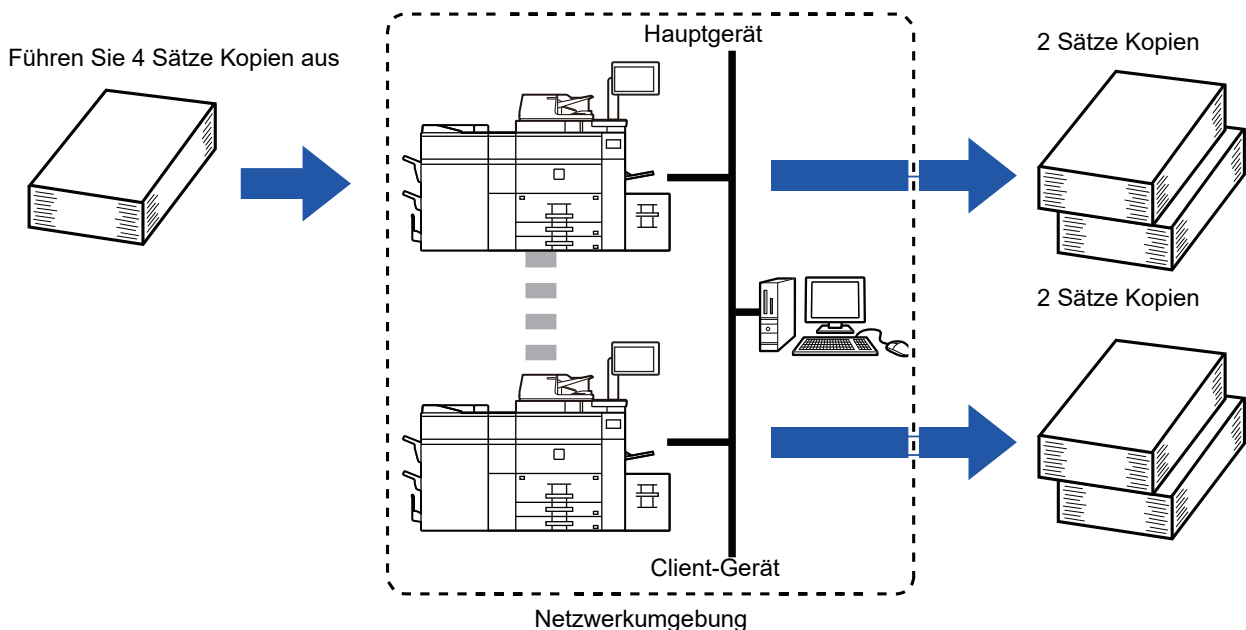 Führen Sie 4 Sätze Kopien aus
Hauptgerät
2 Sätze Kopien
2 Sätze Kopien
Client-Gerät
Netzwerkumgebung